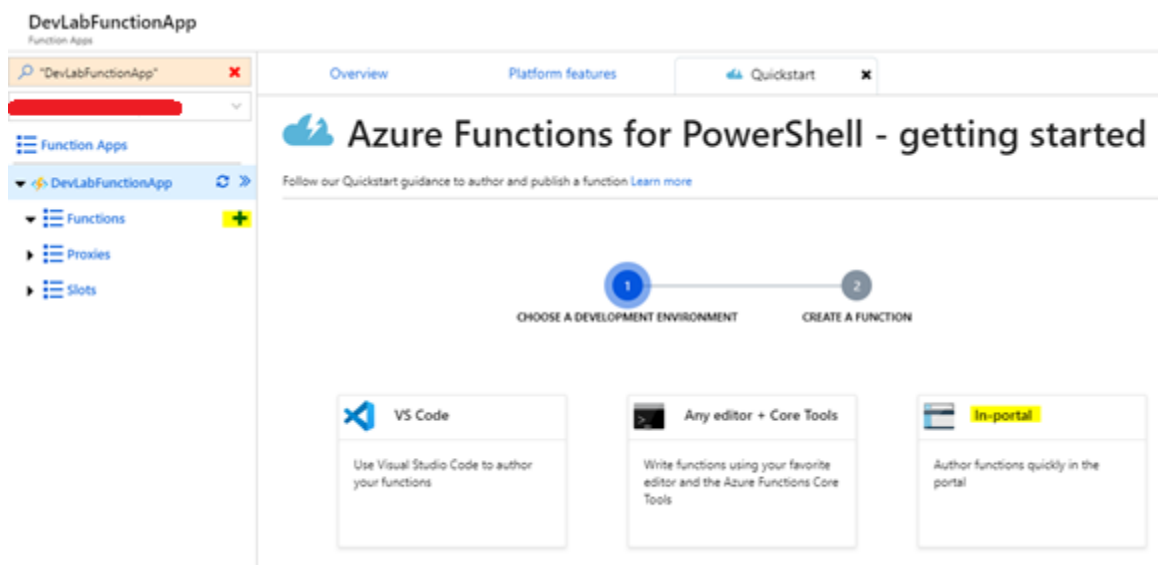 DevLabFunctionApp
Function Apps
"DevLabFunctionApp"
Function Apps
DevLabFunctionApp
Functions
Proxies
Slots
Overview
Platform features
Quickstart
Azure Functions for PowerShell - getting started
Follow our Quickstart guidance to author and publish a function Learn more
1
2
CHOOSE A DEVELOPMENT ENVIRONMENT
CREATE A FUNCTION
VS Code
Use Visual Studio Code to author
your functions
Any editor + Core Tools
Write functions using your favorite
editor and the Azure Functions Core
Tools
In-portal
Author functions quickly in the
portal